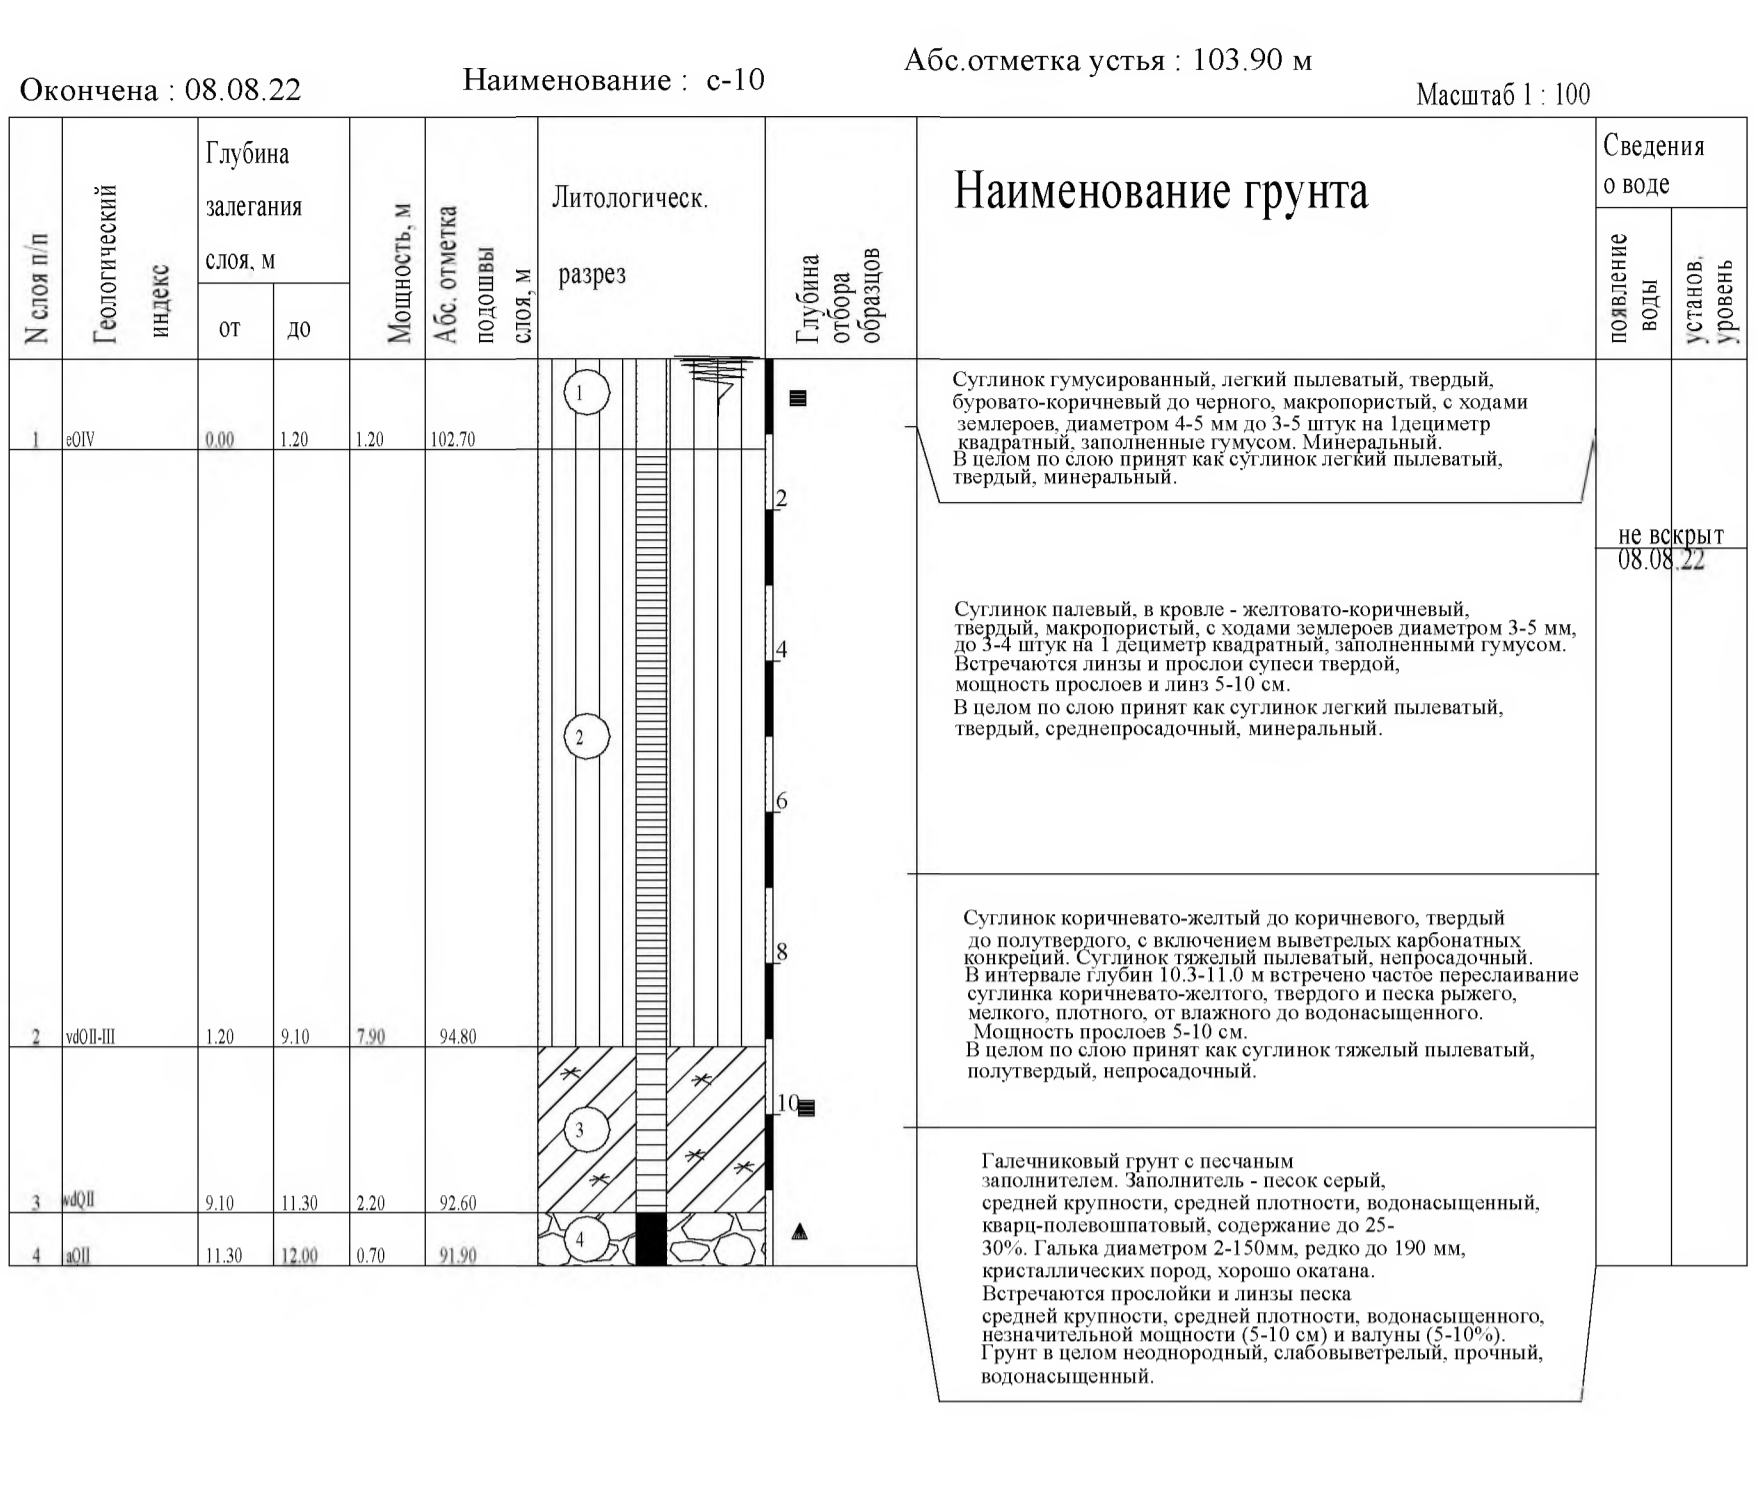 Окончена : 08.08.22
Наименование : с-10
Абс.отметка устья : 103.90 м
Масштаб 1 : 100
N слоя п/п
Геологический
индекс
Глубина
залегания
слоя, м
от
до
Мощность, м
Абс. отметка
подошвы
слоя, м
Литологическ.
разрез
Глубина
отбора
образцов
Наименование грунта
Сведения
о воде
появление
воды
установ,
уровень
1 eQIV 0.00 1.20 1.20 102.70
1
Суглинок гумусированный, легкий пылеватый, твердый,
буровато-коричневый до черного, макропористый, с ходами
землероев, диаметром 4-5 мм до 3-5 штук на 1дециметр
квадратный, заполненные гумусом. Минеральный.
В целом по слою принят как суглинок легкий пылеватый,
твердый, минеральный.
2
не вскрыт
08.08.22
Суглинок палевый, в кровле - желтовато-коричневый,
твердый, макропористый, с ходами землероев диаметром 3-5 мм,
до 3-4 штук на 1 дециметр квадратный, заполненными гумусом.
Встречаются линзы и прослои супеси твердой,
мощность прослоев и линз 5-10 см.
В целом по слою принят как суглинок легкий пылеватый,
твердый, среднепросадочный, минеральный.
4
2
6
8
2 vdQII-III 1.20 9.10 7.90 94.80
Суглинок коричневато-желтый до коричневого, твердый
до полутвердого, с включением выветрелых карбонатных
конкреций. Суглинок тяжелый пылеватый, непросадочный.
В интервале глубин 10.3-11.0 м встречено частое переслаивание
суглинка коричневато-желтого, твердого и песка рыжего,
мелкого, плотного, от влажного до водонасыщенного.
Мощность прослоев 5-10 см.
В целом по слою принят как суглинок тяжелый пылеватый,
полутвердый, непросадочный.
10
3
3 vdQII 9.10 11.30 2.20 92.60
4
4 aQII 11.30 12.00 0.70 91.90
Галечниковый грунт с песчаным
заполнителем. Заполнитель - песок серый,
средней крупности, средней плотности, водонасыщенный,
кварц-полевошпатовый, содержание до 25-
30%. Галька диаметром 2-150мм, редко до 190 мм,
кристаллических пород, хорошо окатана.
Встречаются прослойки и линзы песка
средней крупности, средней плотности, водонасыщенного,
незначительной мощности (5-10 см) и валуны (5-10%).
Грунт в целом неоднородный, слабовыветрелый, прочный,
водонасыщенный.